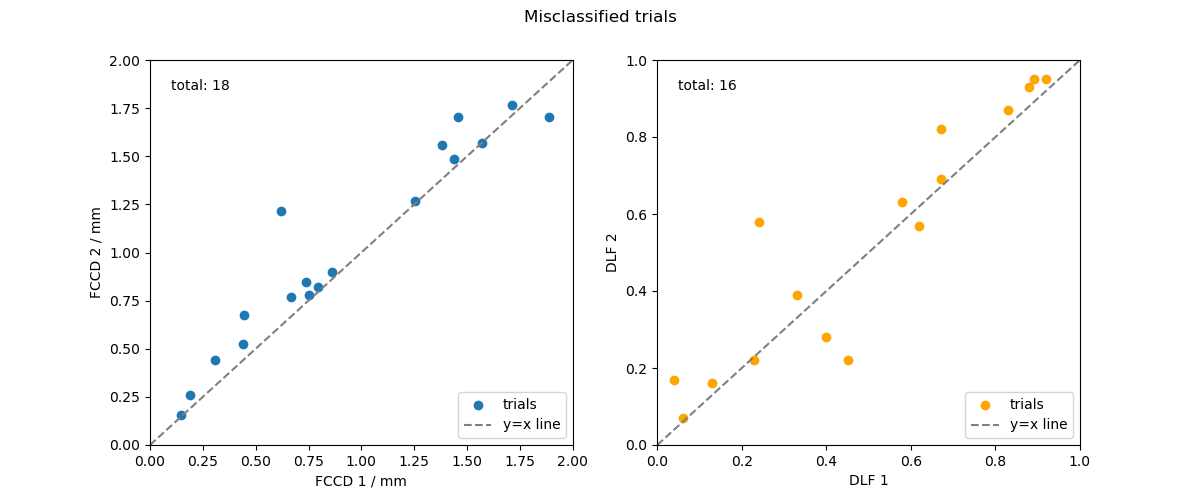 Misclassified trials
total: 18
2.00
1.75
1.50
1.25
1.00
0.75
0.50
0.25
0.00
FCCD 2 / mm
0.00 0.25 0.50 0.75 1.00 1.25 1.50 1.75 2.00
FCCD 1 / mm
trials
y=x line
total: 16
1.0
0.8
0.6
0.4
0.2
0.0
DLF 2
0.0 0.2 0.4 0.6 0.8 1.0
DLF 1
trials
y=x line